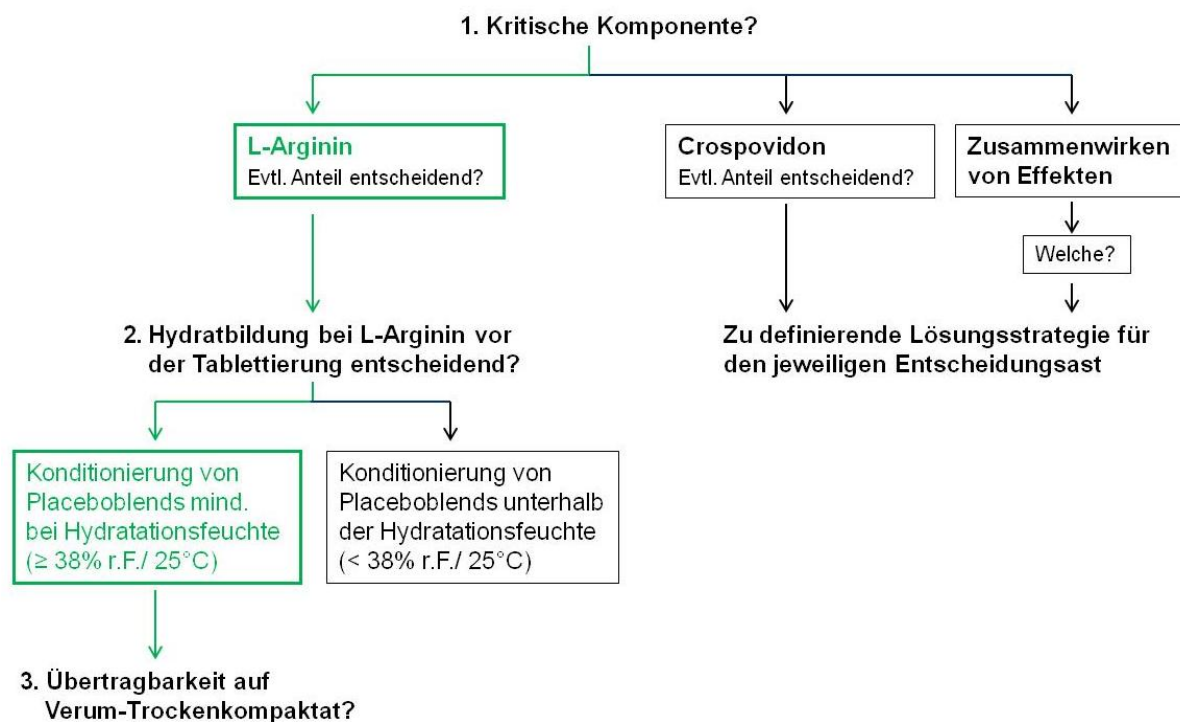 1. Kritische Komponente?
L-Arginin
Evtl. Anteil entscheidend?
Crospovidon
Evtl. Anteil entscheidend?
Zusammenwirken
von Effekten
Welche?
2. Hydratbildung bei L-Arginin vor
der Tablettierung entscheidend?
Zu definierende Lösungsstrategie für
den jeweiligen Entscheidungsast
Konditionierung von
Placeboblends mind.
bei Hydratationsfeuchte
(≥ 38% r.F./ 25°C)
Konditionierung von
Placeboblends unterhalb
der Hydratationsfeuchte
(< 38% r.F./ 25°C)
3. Übertragbarkeit auf
Verum-Trockenkompaktat?